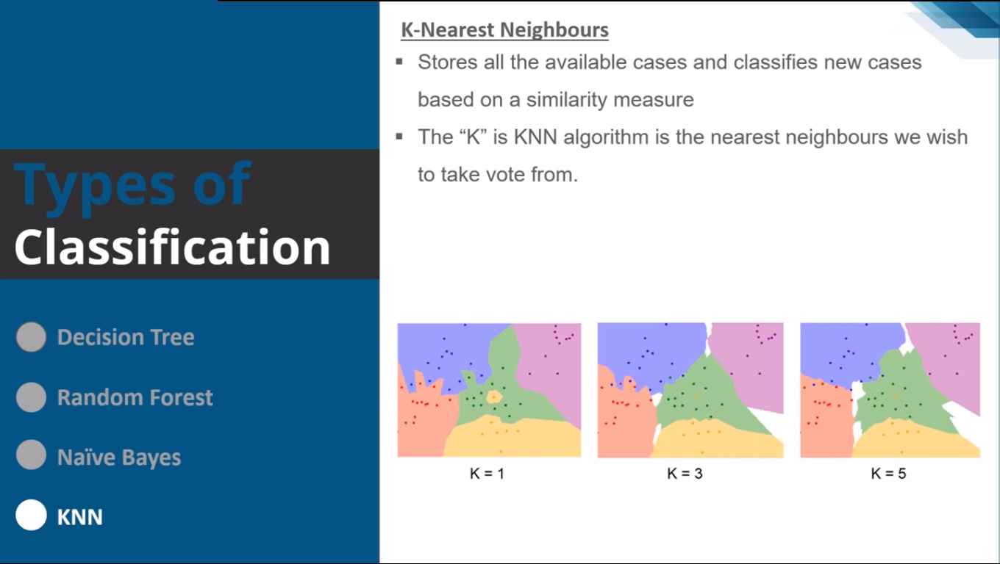 Types of
Classification
Decision Tree
Random Forest
Naïve Bayes
KNN
K-Nearest Neighbours
▪ Stores all the available cases and classifies new cases
based on a similarity measure
▪ The “K” is KNN algorithm is the nearest neighbours we wish
to take vote from.
K = 1
K = 3
K = 5